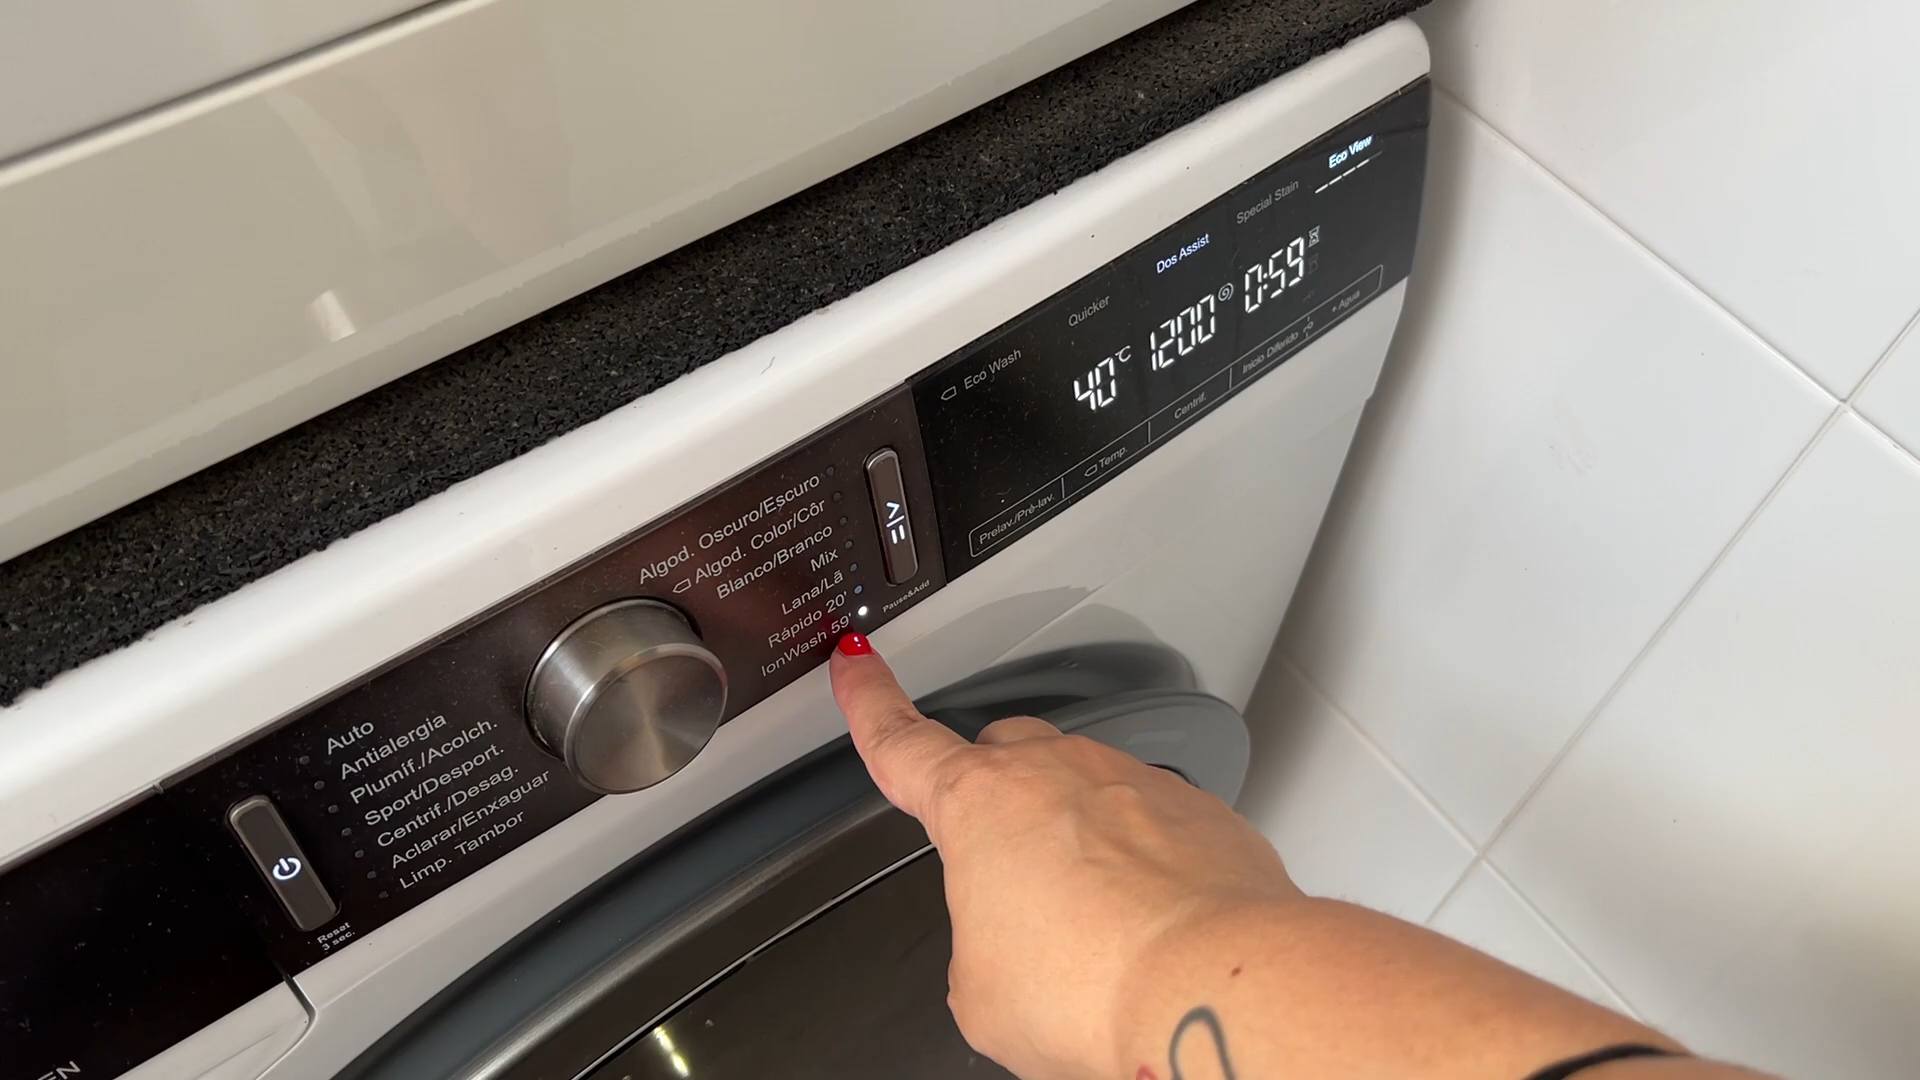 Eco View
Special Stain
Dos Assist
Quicker
Eco Wash
40°C
1200
0:59
+ Agua
Inicio Diferido
Centrif.
Temp.
Prelav./Pré-lav.
Algod. Oscuro/Escuro
Algod. Color/Côr
Blanco/Branco
Mix
Lana/Lã
Rápido 20'
IonWash 59'
Pause&Add
Auto
Antialergia
Plumíf./Acolch.
Sport/Desport.
Centrif./Desag.
Aclarar/Enxaguar
Limp. Tambor
Reset
3 sec.